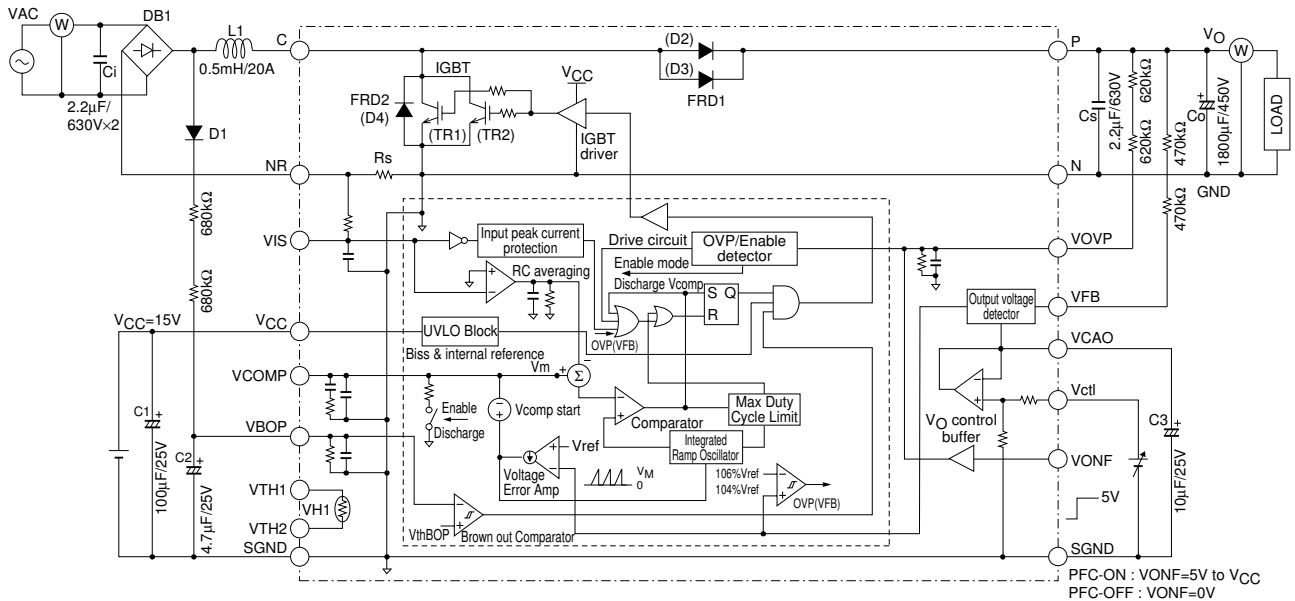 VAC
W
DB1
Ci
2.2μF/
630V×2
L1
0.5mH/20A
C
D1
NR
680kΩ
680kΩ
VIS
VCC=15V
VCC
VCOMP
C1
100μF/25V
VBOP
C2
4.7μF/25V
VTH1
VH1
VTH2
SGND
IGBT
FRD2
(D4)
(TR1)
(TR2)
VCC
IGBT
driver
(D2)
(D3)
FRD1
Rs
Input peak current
protection
RC averaging
Drive circuit
OVP/Enable
detector
Enable mode
Discharge Vcomp
S Q
R
OVP(VFB)
UVLO Block
Biss & internal reference
Vm
+
−
Σ
Enable
Discharge
Vcomp start
Comparator
Max Duty
Cycle Limit
Integrated
Ramp Oscillator
Vref
Voltage
Error Amp
VM
0
106%Vref
104%Vref
OVP(VFB)
VthBOP
Brown out Comparator
P
Cs
2.2μF/630V
620kΩ
620kΩ
470kΩ
470kΩ
VO
W
Co
1800μF/450V
LOAD
N
GND
VOVP
Output voltage
detector
VFB
VCAO
Vctl
VO control
buffer
C3
10μF/25V
VONF
5V
SGND
PFC-ON : VONF=5V to VCC
PFC-OFF : VONF=0V